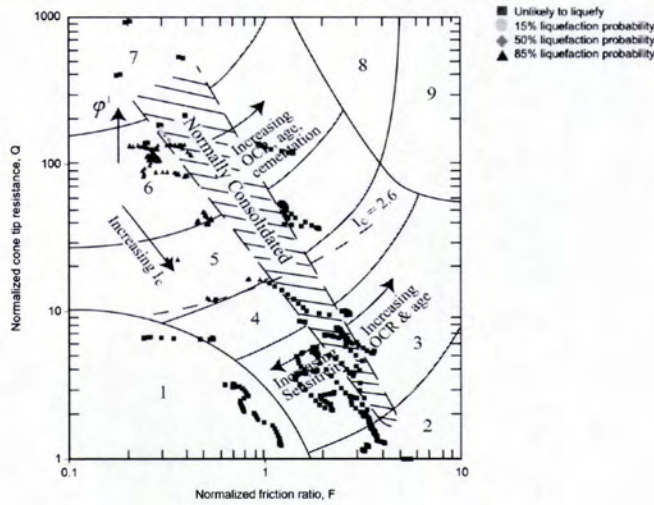 Unlikely to liquefy
15% liquefaction probability
50% liquefaction probability
85% liquefaction probability
1000
100
10
1
Normalized cone tip resistance, Q
0.1
1
10
Normalized friction ratio, F
7
8
9
φ'
Increasing
OCR, age,
cementation
Normally Consolidated
6
Increasing Ic
Ic = 2.6
5
4
Increasing
OCR & age
3
Increasing
Sensitivity
1
2